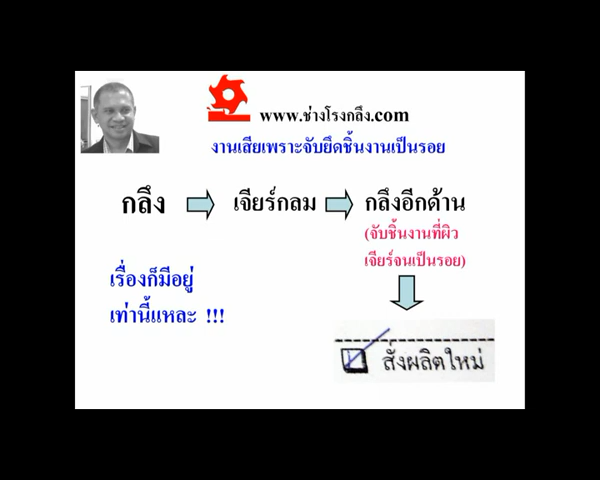 www.ช่างโรงกลึง.com
งานเสียเพราะจับยึดชิ้นงานเป็นรอย
กลึง
เจียร์กลม
กลึงอีกด้าน
(จับชิ้นงานที่ผิว
เจียร์จนเป็นรอย)
เรื่องก็มีอยู่
เท่านี้แหละ !!!
สั่งผลิตใหม่